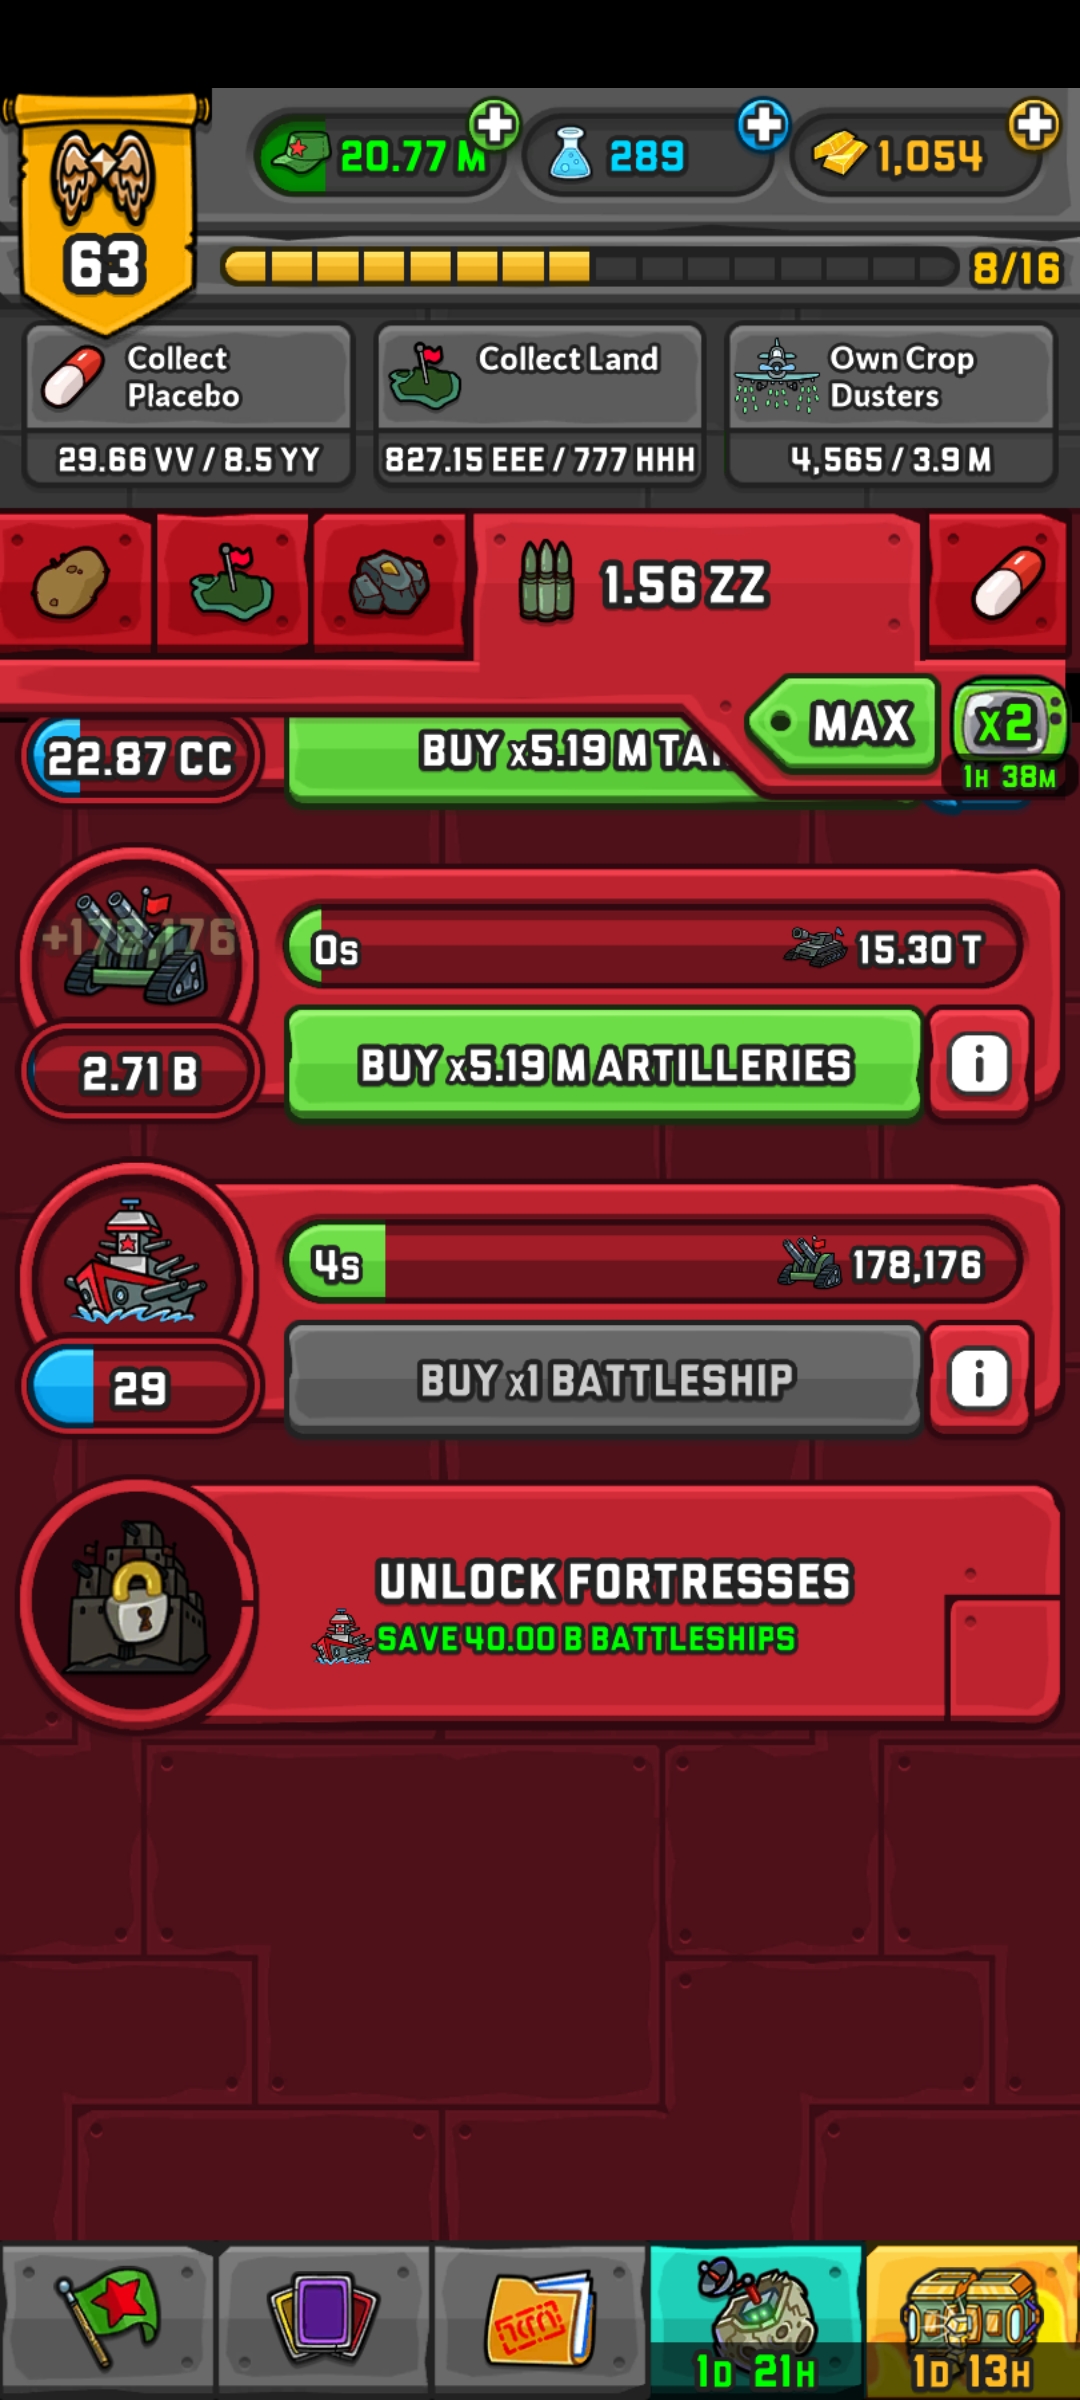 20.77 M
289
1,054
63
8/16
Collect
Placebo
29.66 VV / 8.5 YY
Collect Land
827.15 EEE / 777 HHH
Own Crop
Dusters
4,565 / 3.9 M
1.56 ZZ
MAX
x2
1H 38M
22.87 CC
BUY x5.19 M TA
+178,176
0s
15.30 T
2.71 B
BUY x5.19 M ARTILLERIES
i
4s
178,176
29
BUY x1 BATTLESHIP
i
UNLOCK FORTRESSES
SAVE 40.00 B BATTLESHIPS
1D 21H
1D 13H